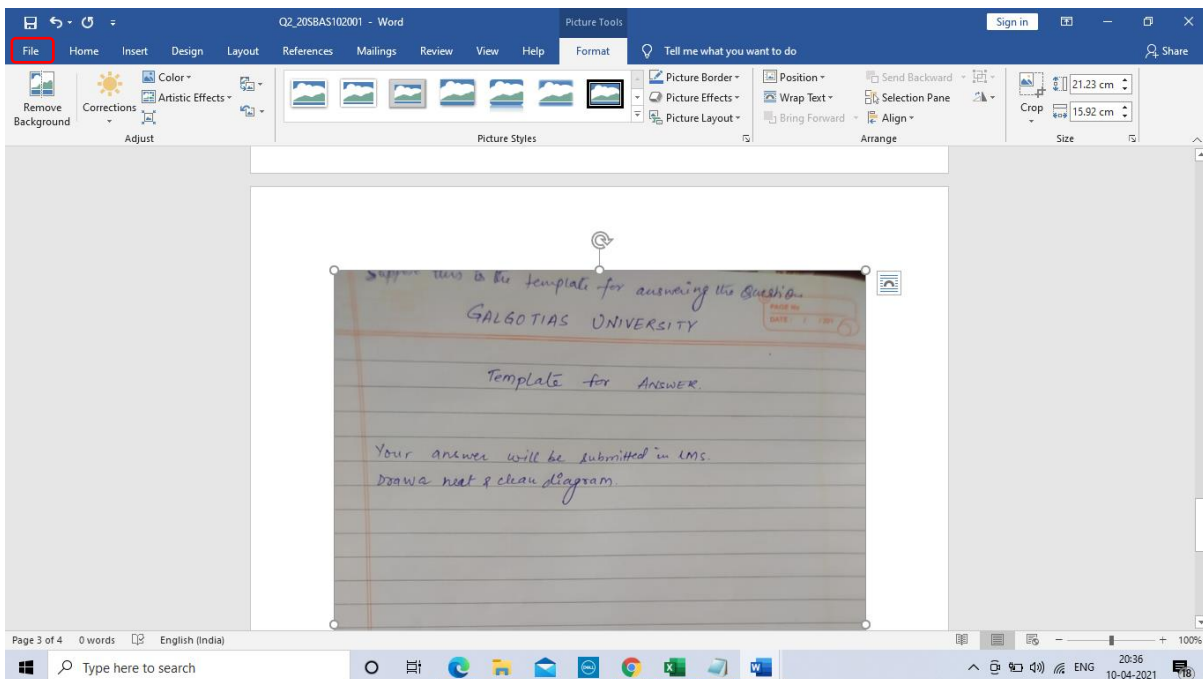 Q2_20SBAS102001 - Word
Picture Tools
Sign in
File Home Insert Design Layout References Mailings Review View Help Format Tell me what you want to do Share
Remove Background
Corrections
Color
Artistic Effects
Adjust
Picture Styles
Picture Border
Picture Effects
Picture Layout
Position
Wrap Text
Bring Forward
Send Backward
Selection Pane
Align
Arrange
Crop
21.23 cm
15.92 cm
Size
this is the template for answering the Question
GALGOTIAS UNIVERSITY
PAGE No
DATE / /
Template for ANSWER.
Your answer will be submitted in LMS.
Draw a neat & clean diagram.
Page 3 of 4 0 words English (India) 100%
Type here to search
DELL
ENG
20:36
10-04-2021
18